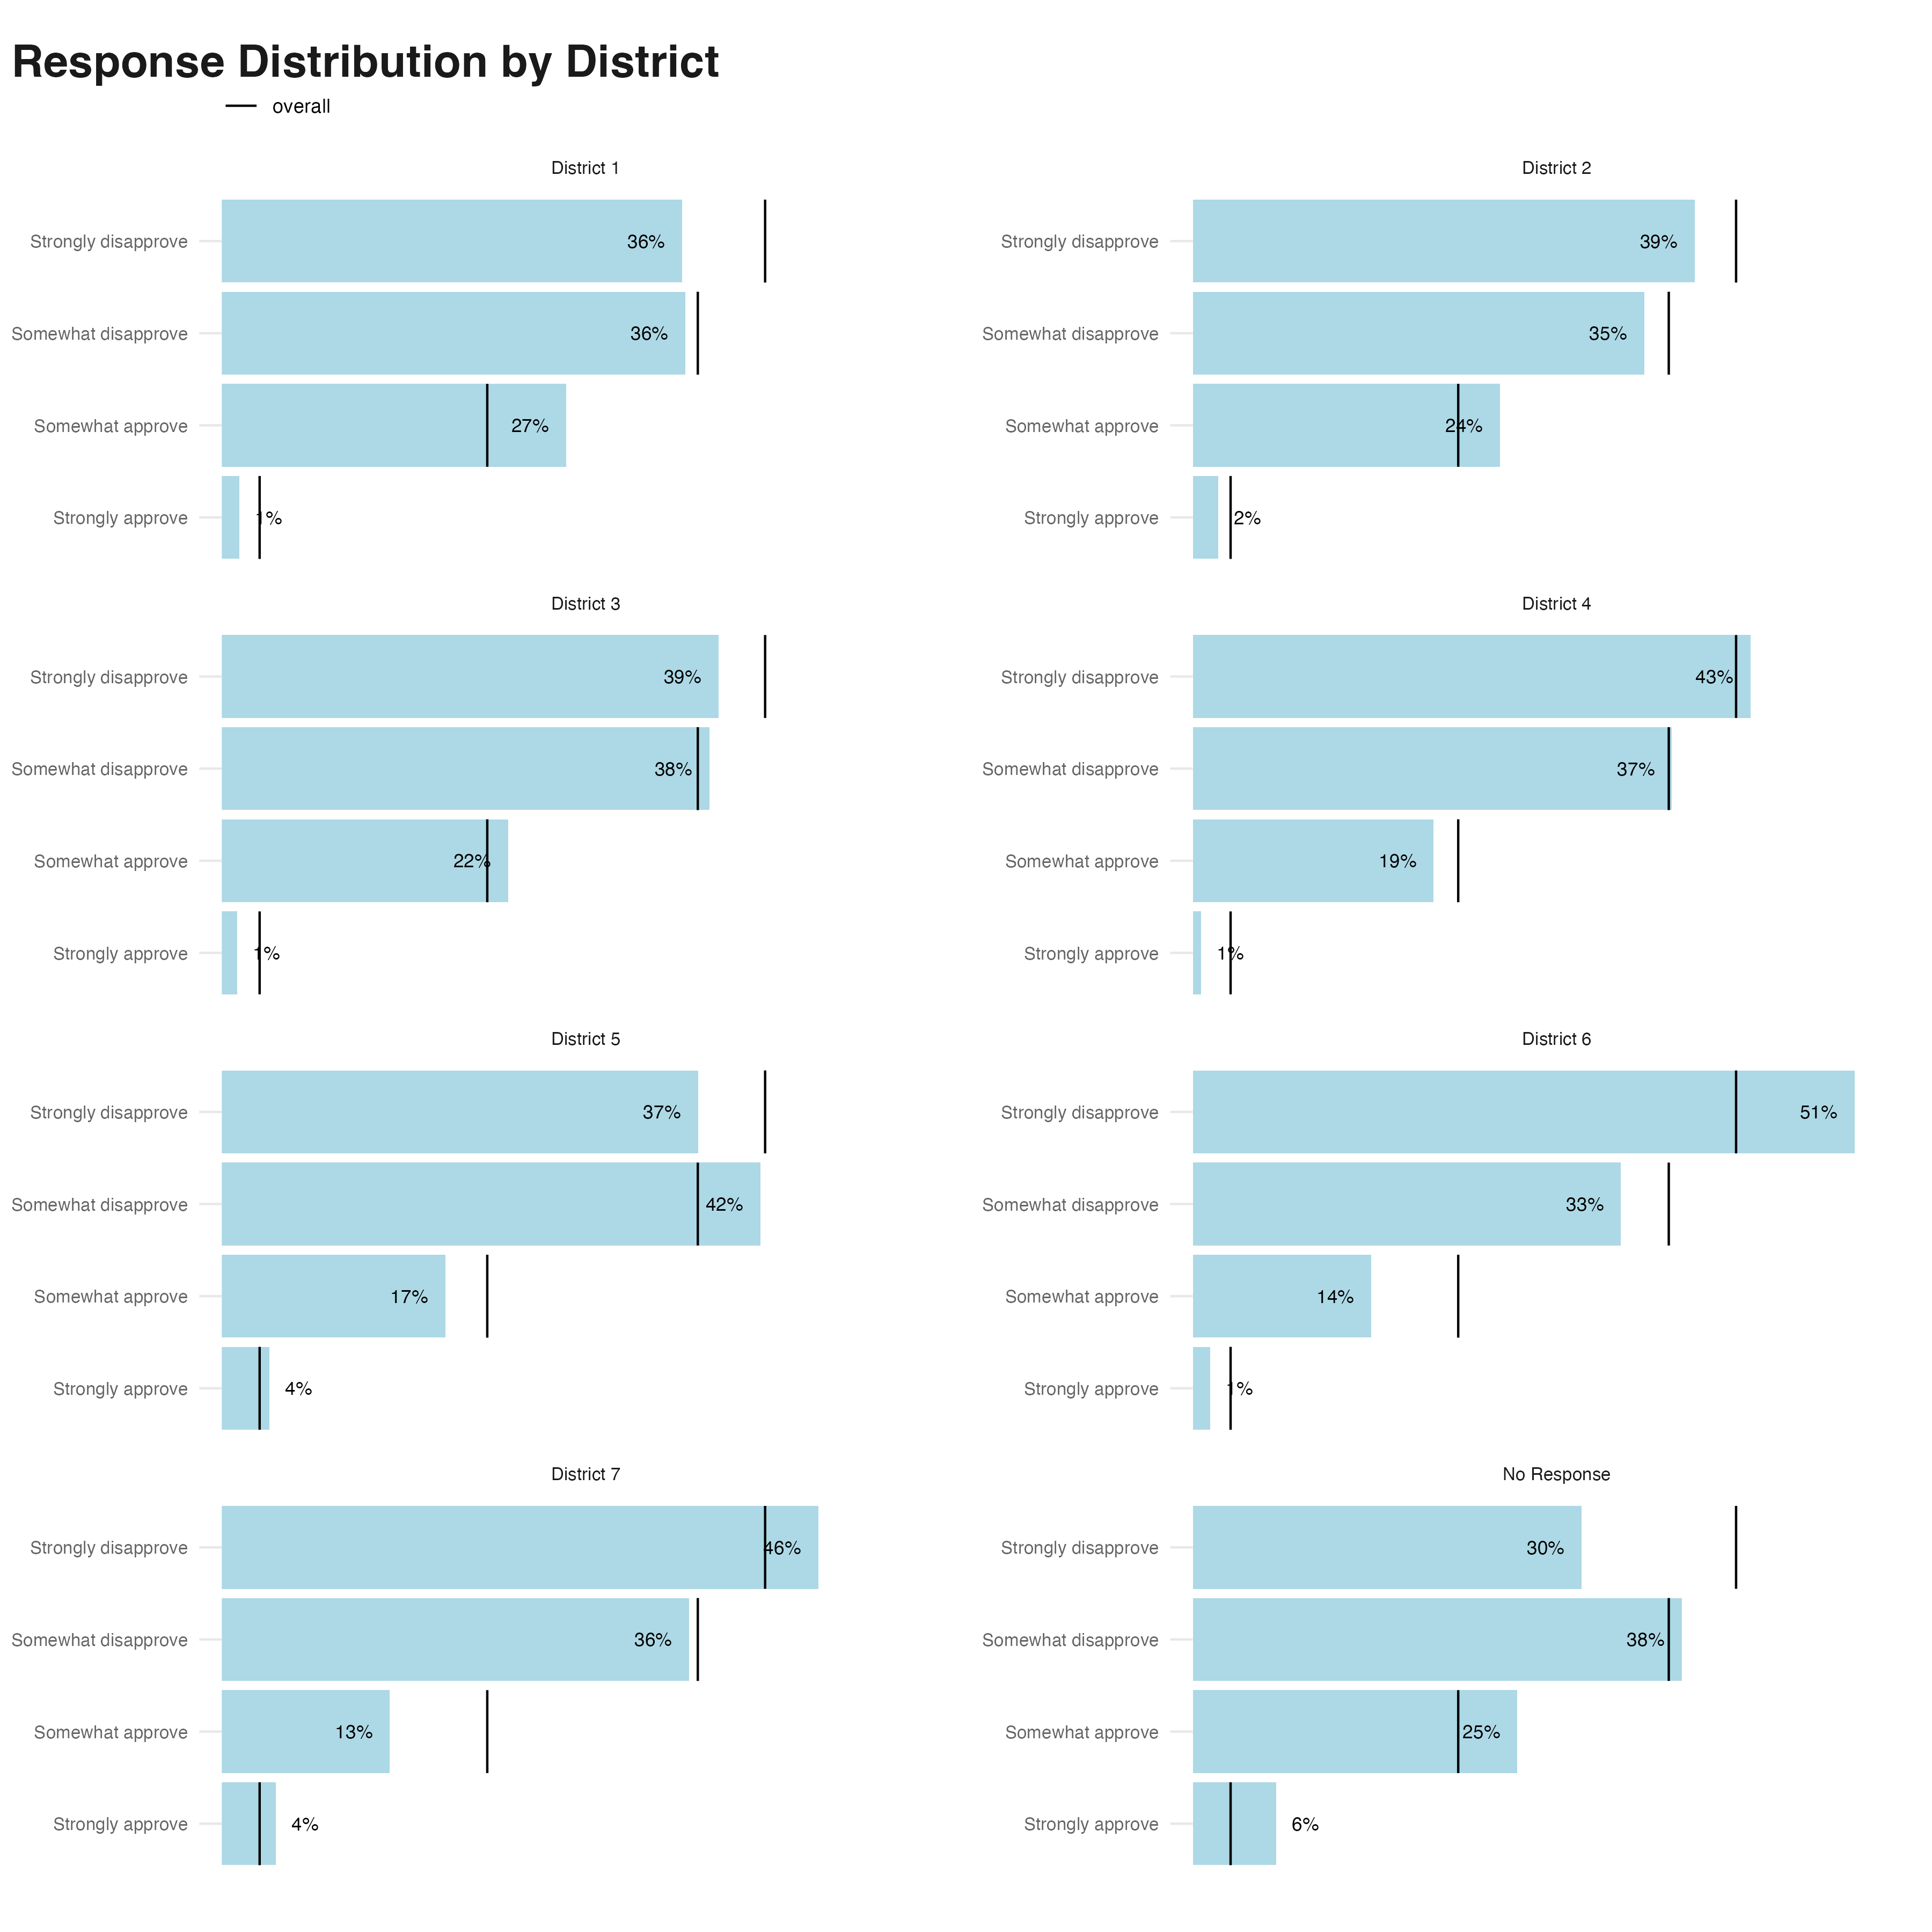 Response Distribution by District
overall
District 1
Strongly disapprove 36%
Somewhat disapprove 36%
Somewhat approve 27%
Strongly approve 1%
District 2
Strongly disapprove 39%
Somewhat disapprove 35%
Somewhat approve 24%
Strongly approve 2%
District 3
Strongly disapprove 39%
Somewhat disapprove 38%
Somewhat approve 22%
Strongly approve 1%
District 4
Strongly disapprove 43%
Somewhat disapprove 37%
Somewhat approve 19%
Strongly approve 1%
District 5
Strongly disapprove 37%
Somewhat disapprove 42%
Somewhat approve 17%
Strongly approve 4%
District 6
Strongly disapprove 51%
Somewhat disapprove 33%
Somewhat approve 14%
Strongly approve 1%
District 7
Strongly disapprove 46%
Somewhat disapprove 36%
Somewhat approve 13%
Strongly approve 4%
No Response
Strongly disapprove 30%
Somewhat disapprove 38%
Somewhat approve 25%
Strongly approve 6%